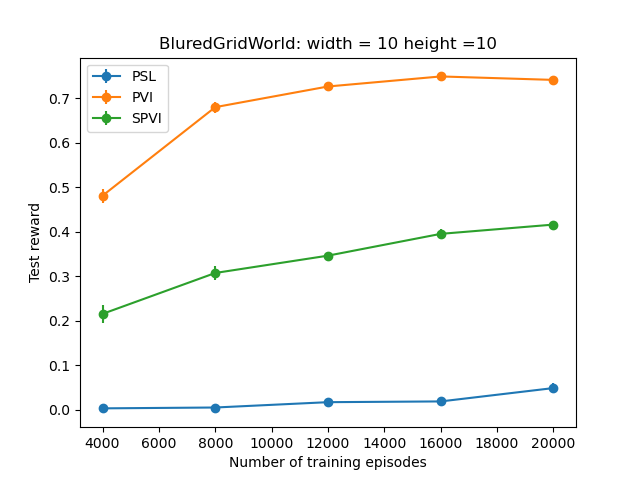 BluredGridWorld: width = 10 height =10
PSL
PVI
SPVI
Test reward
0.7
0.6
0.5
0.4
0.3
0.2
0.1
0.0
4000 6000 8000 10000 12000 14000 16000 18000 20000
Number of training episodes